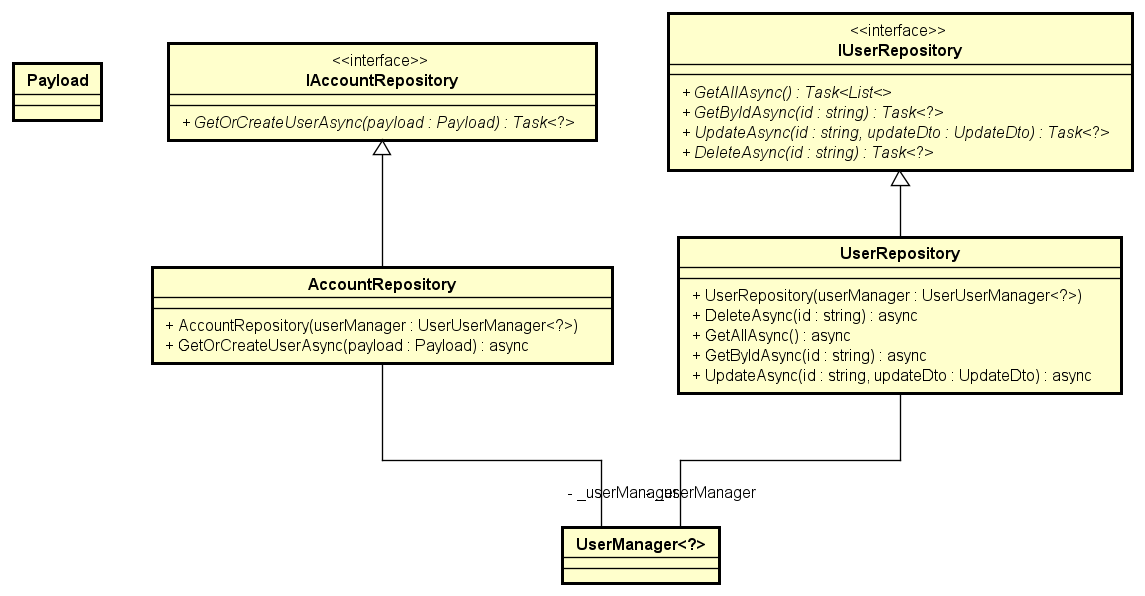 Payload
<<interface>>
IAccountRepository
+ GetOrCreateUserAsync(payload : Payload) : Task<?>
<<interface>>
IUserRepository
+ GetAllAsync() : Task<List<>
+ GetByIdAsync(id : string) : Task<?>
+ UpdateAsync(id : string, updateDto : UpdateDto) : Task<?>
+ DeleteAsync(id : string) : Task<?>
AccountRepository
+ AccountRepository(userManager : UserUserManager<?>)
+ GetOrCreateUserAsync(payload : Payload) : async
UserRepository
+ UserRepository(userManager : UserUserManager<?>)
+ DeleteAsync(id : string) : async
+ GetAllAsync() : async
+ GetByIdAsync(id : string) : async
+ UpdateAsync(id : string, updateDto : UpdateDto) : async
- _userManager
- _userManager
UserManager<?>